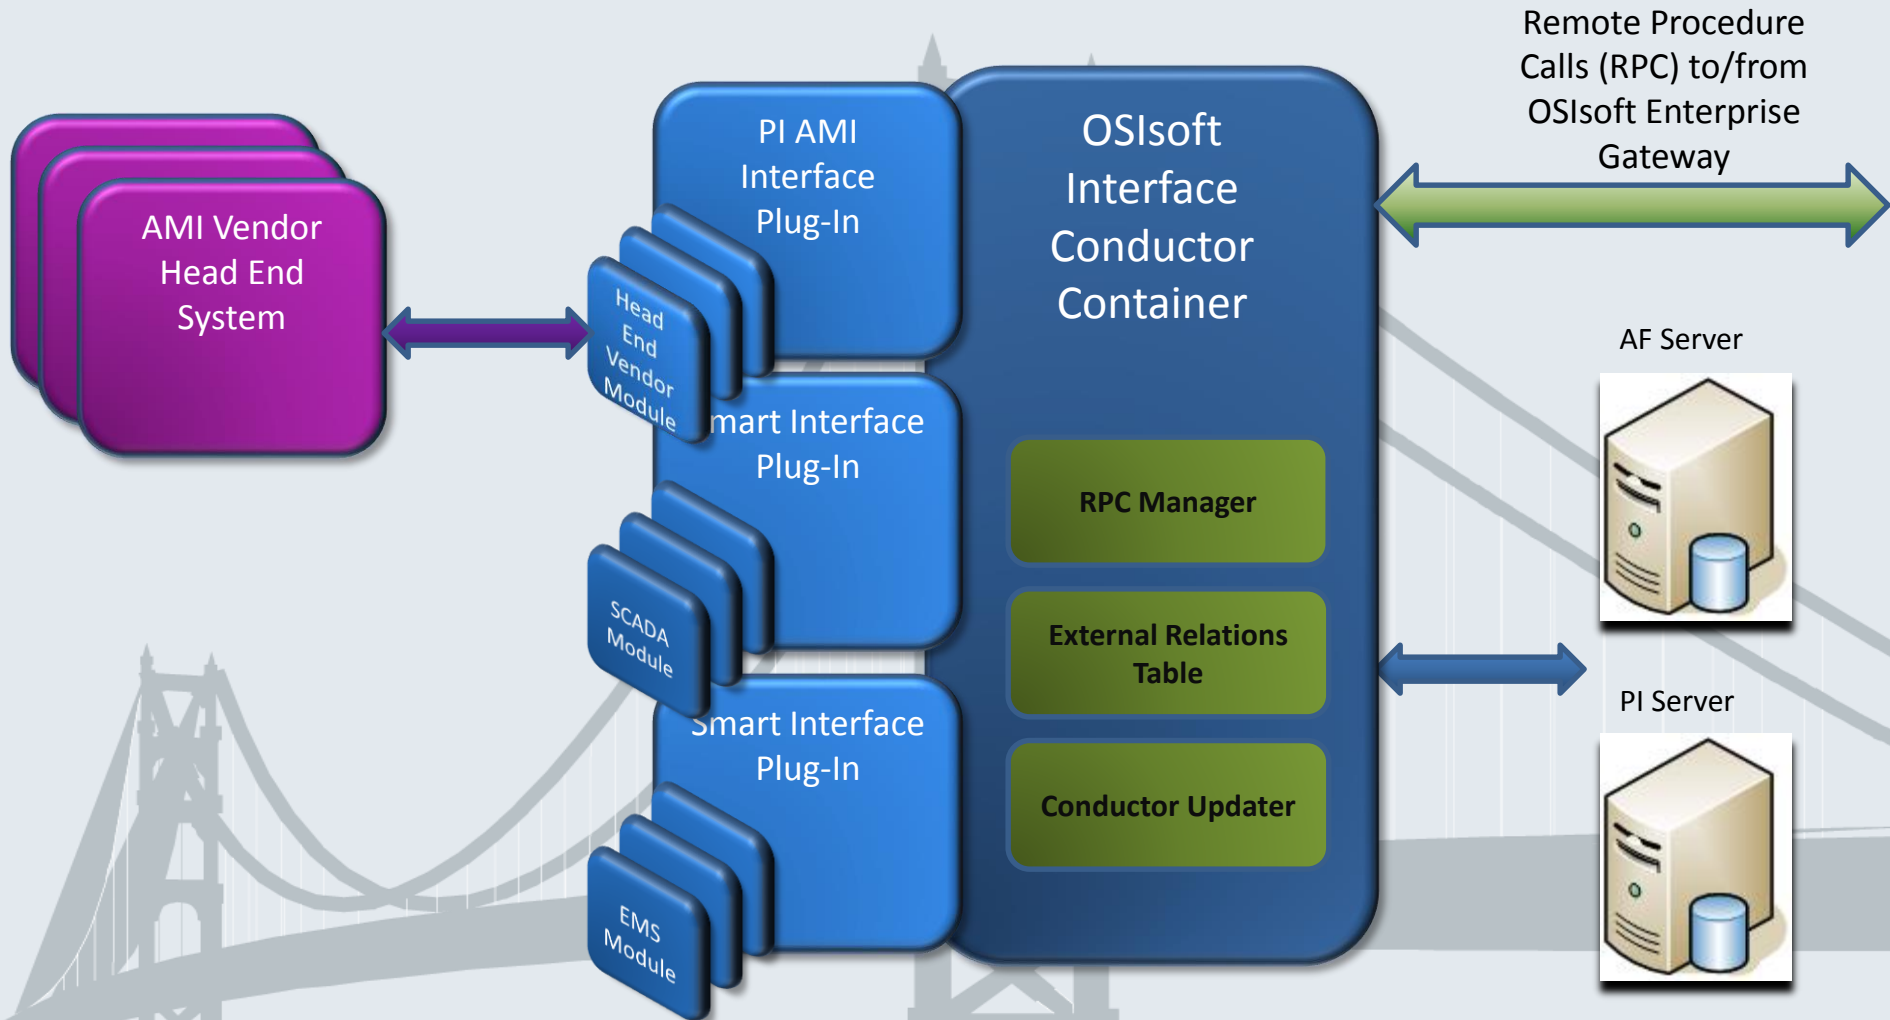 Remote Procedure
Calls (RPC) to/from
OSIsoft Enterprise
Gateway
AMI Vendor
Head End
System
PI AMI
Interface
Plug-In
Head
End
Vendor
Module
OSIsoft
Interface
Conductor
Container
mart Interface
Plug-In
SCADA
Module
Smart Interface
Plug-In
EMS
Module
RPC Manager
External Relations
Table
Conductor Updater
AF Server
PI Server